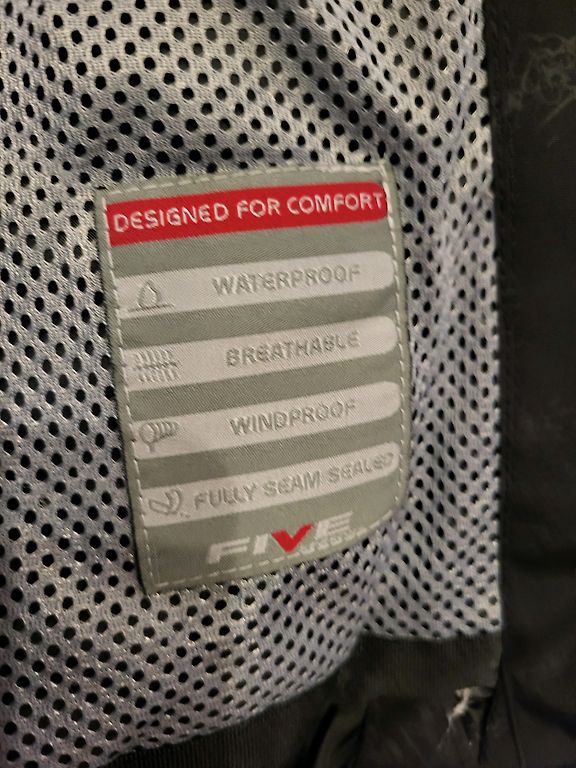 DESIGNED FOR COMFORT
WATERPROOF
BREATHABLE
WINDPROOF
FULLY SEAM SEALED
FIVE